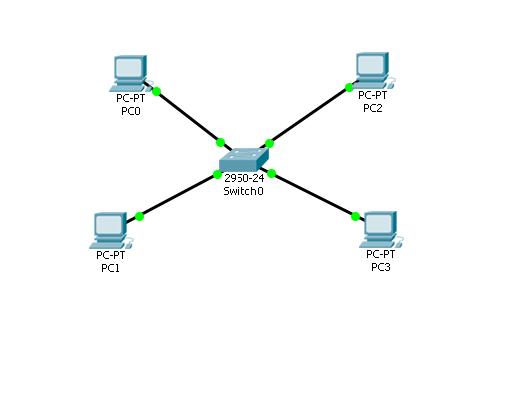 PC-PT
PC0
PC-PT
PC2
2950-24
Switch0
PC-PT
PC1
PC-PT
PC3